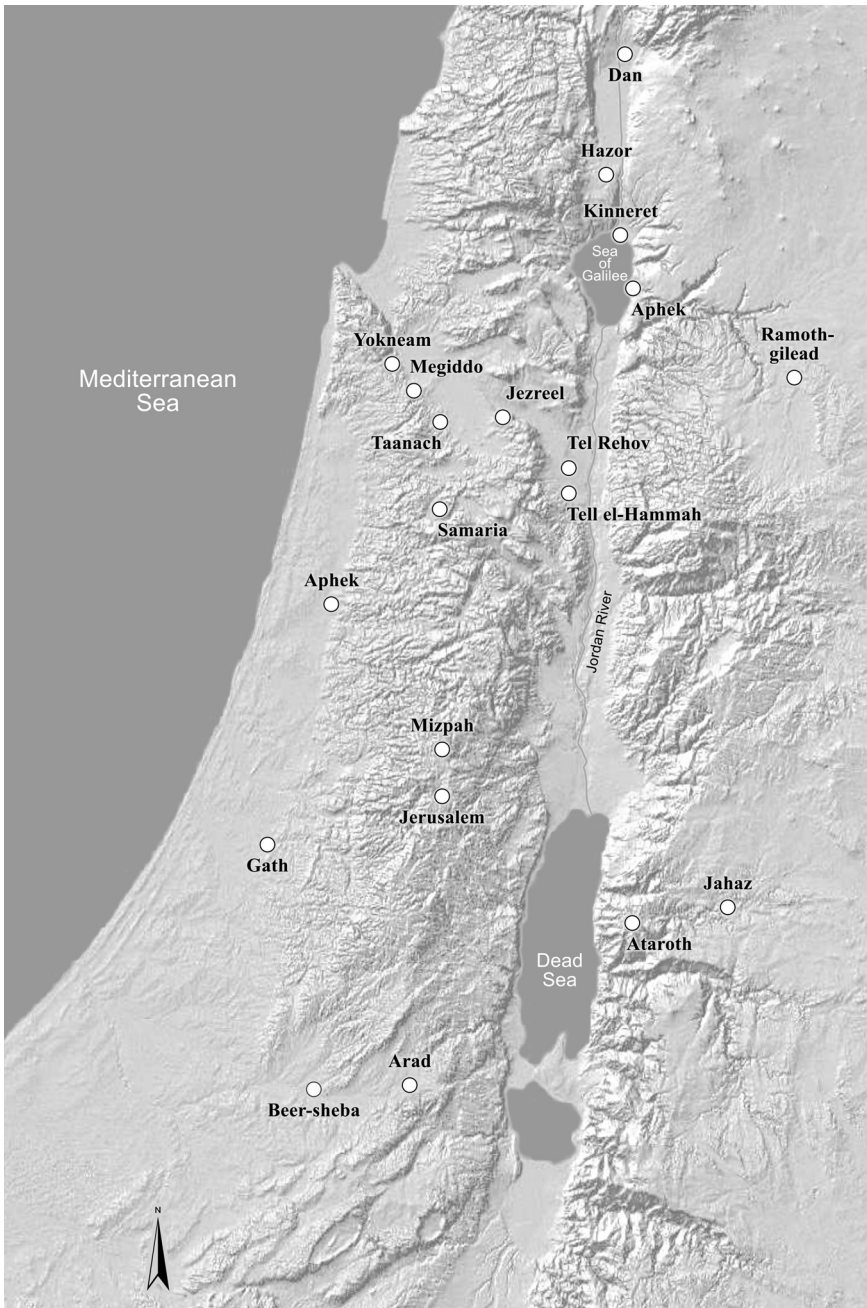 Dan
Hazor
Kinneret
Sea
of
Galilee
Aphek
Ramoth-
gilead
Yokneam
Megiddo
Jezreel
Mediterranean
Sea
Taanach
Tel Rehov
Tell el-Hammah
Samaria
Aphek
Jordan River
Mizpah
Jerusalem
Gath
Jahaz
Ataroth
Dead
Sea
Arad
Beer-sheba
N